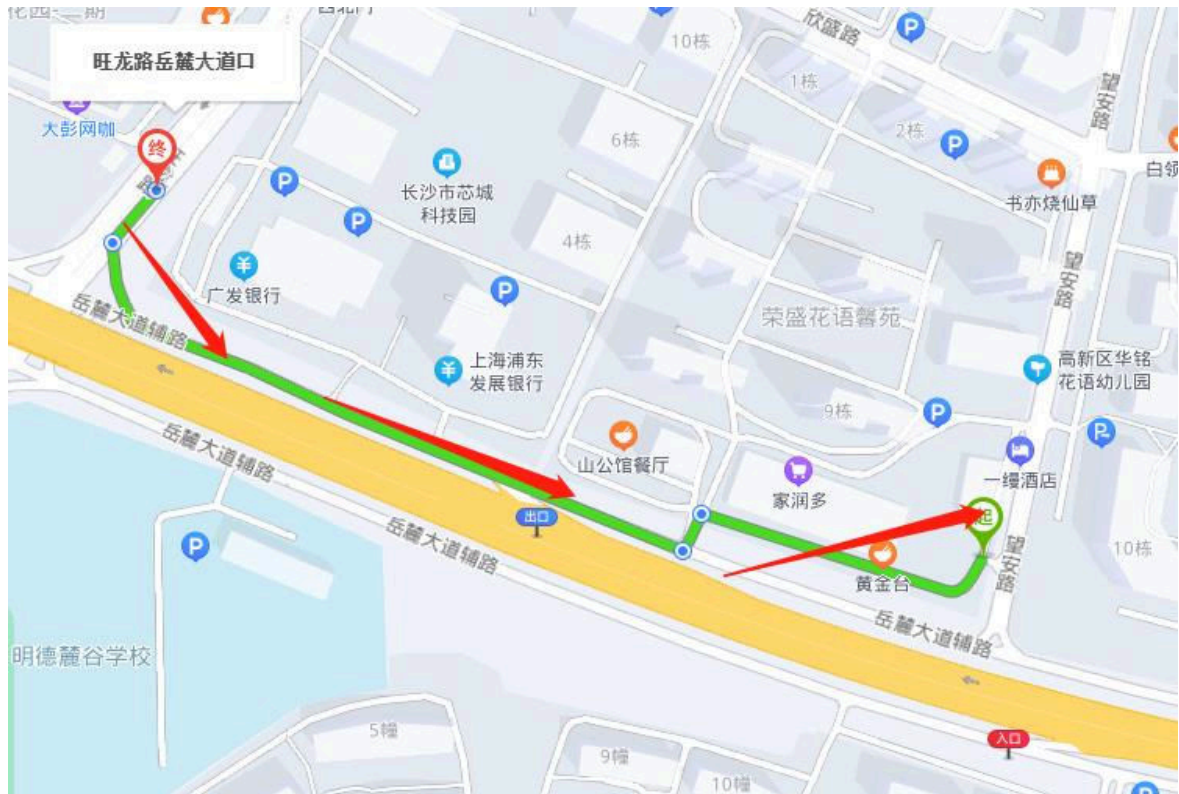 旺龙路岳麓大道口
大彭网咖
终
路
P
P
长沙市芯城
科技园
广发银行
岳麓大道辅路
10栋
6栋
4栋
P
P
欣盛路
P
1栋
2栋
P
望安路
书亦烧仙草
白领
望安路
荣盛花语馨苑
上海浦东
发展银行
高新区华铭
花语幼儿园
9栋
P
P
山公馆餐厅
家润多
一缦酒店
起
望安路
10栋
黄金台
岳麓大道辅路
岳麓大道辅路
出口
岳麓大道辅路
P
明德麓谷学校
入口
5幢
9幢
10幢
P